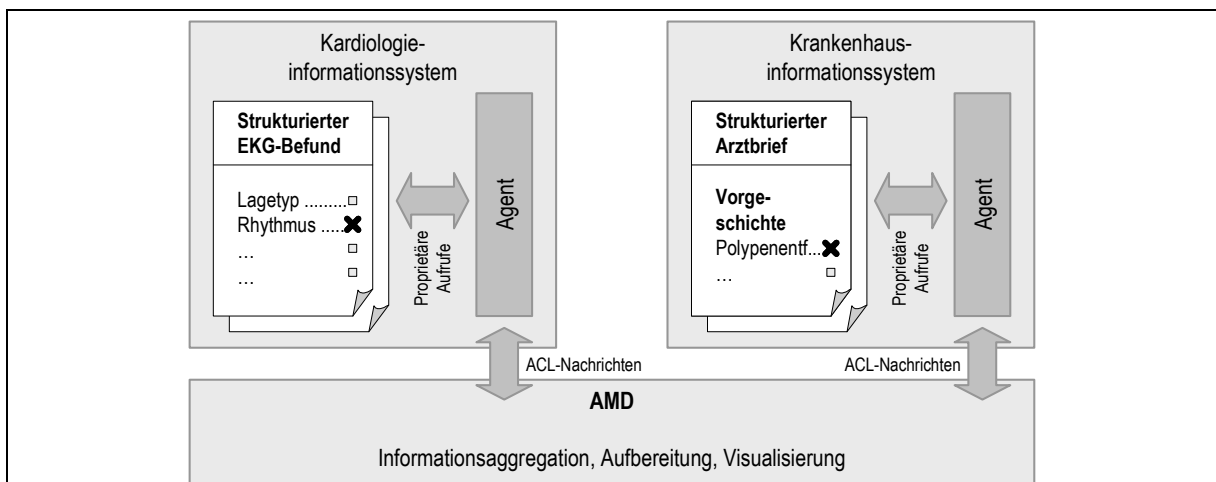 Kardiologie-
informationssystem
Strukturierter
EKG-Befund
Lagetyp .........
Rhythmus .....
...
...
Proprietäre
Aufrufe
Agent
Krankenhaus-
informationssystem
Strukturierter
Arztbrief
Vorge-
schichte
Polypenentf...
...
Proprietäre
Aufrufe
Agent
ACL-Nachrichten
ACL-Nachrichten
AMD
Informationsaggregation, Aufbereitung, Visualisierung